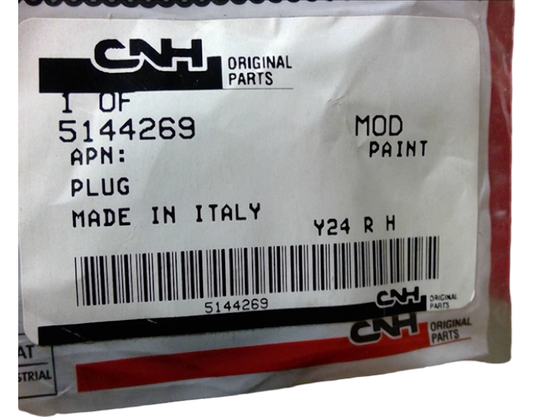 CNH ORIGINAL
PARTS
1 OF
5144269 MOD
APN: PAINT
PLUG
MADE IN ITALY Y24 R H
5144269
CNH ORIGINAL
PARTS
CNH ORIGINAL
PARTS
AT
STRIAL